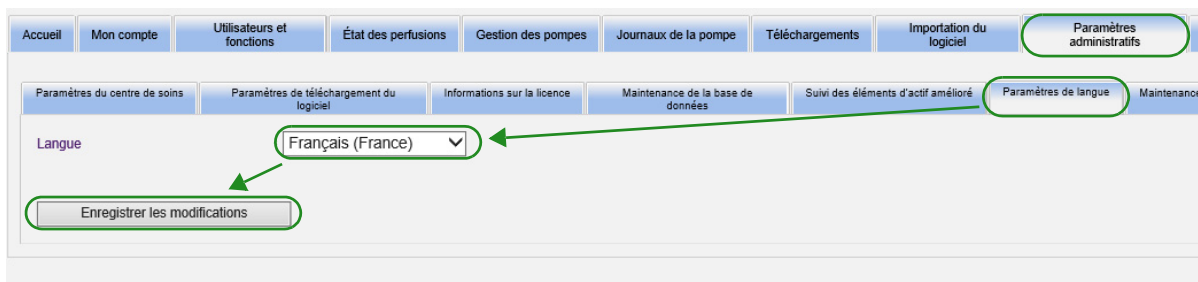 Accueil Mon compte Utilisateurs et fonctions État des perfusions Gestion des pompes Journaux de la pompe Téléchargements Importation du logiciel Paramètres administratifs
Paramètres du centre de soins Paramètres de téléchargement du logiciel Informations sur la licence Maintenance de la base de données Suivi des éléments d'actif amélioré Paramètres de langue Maintenance
Langue Français (France)
Enregistrer les modifications